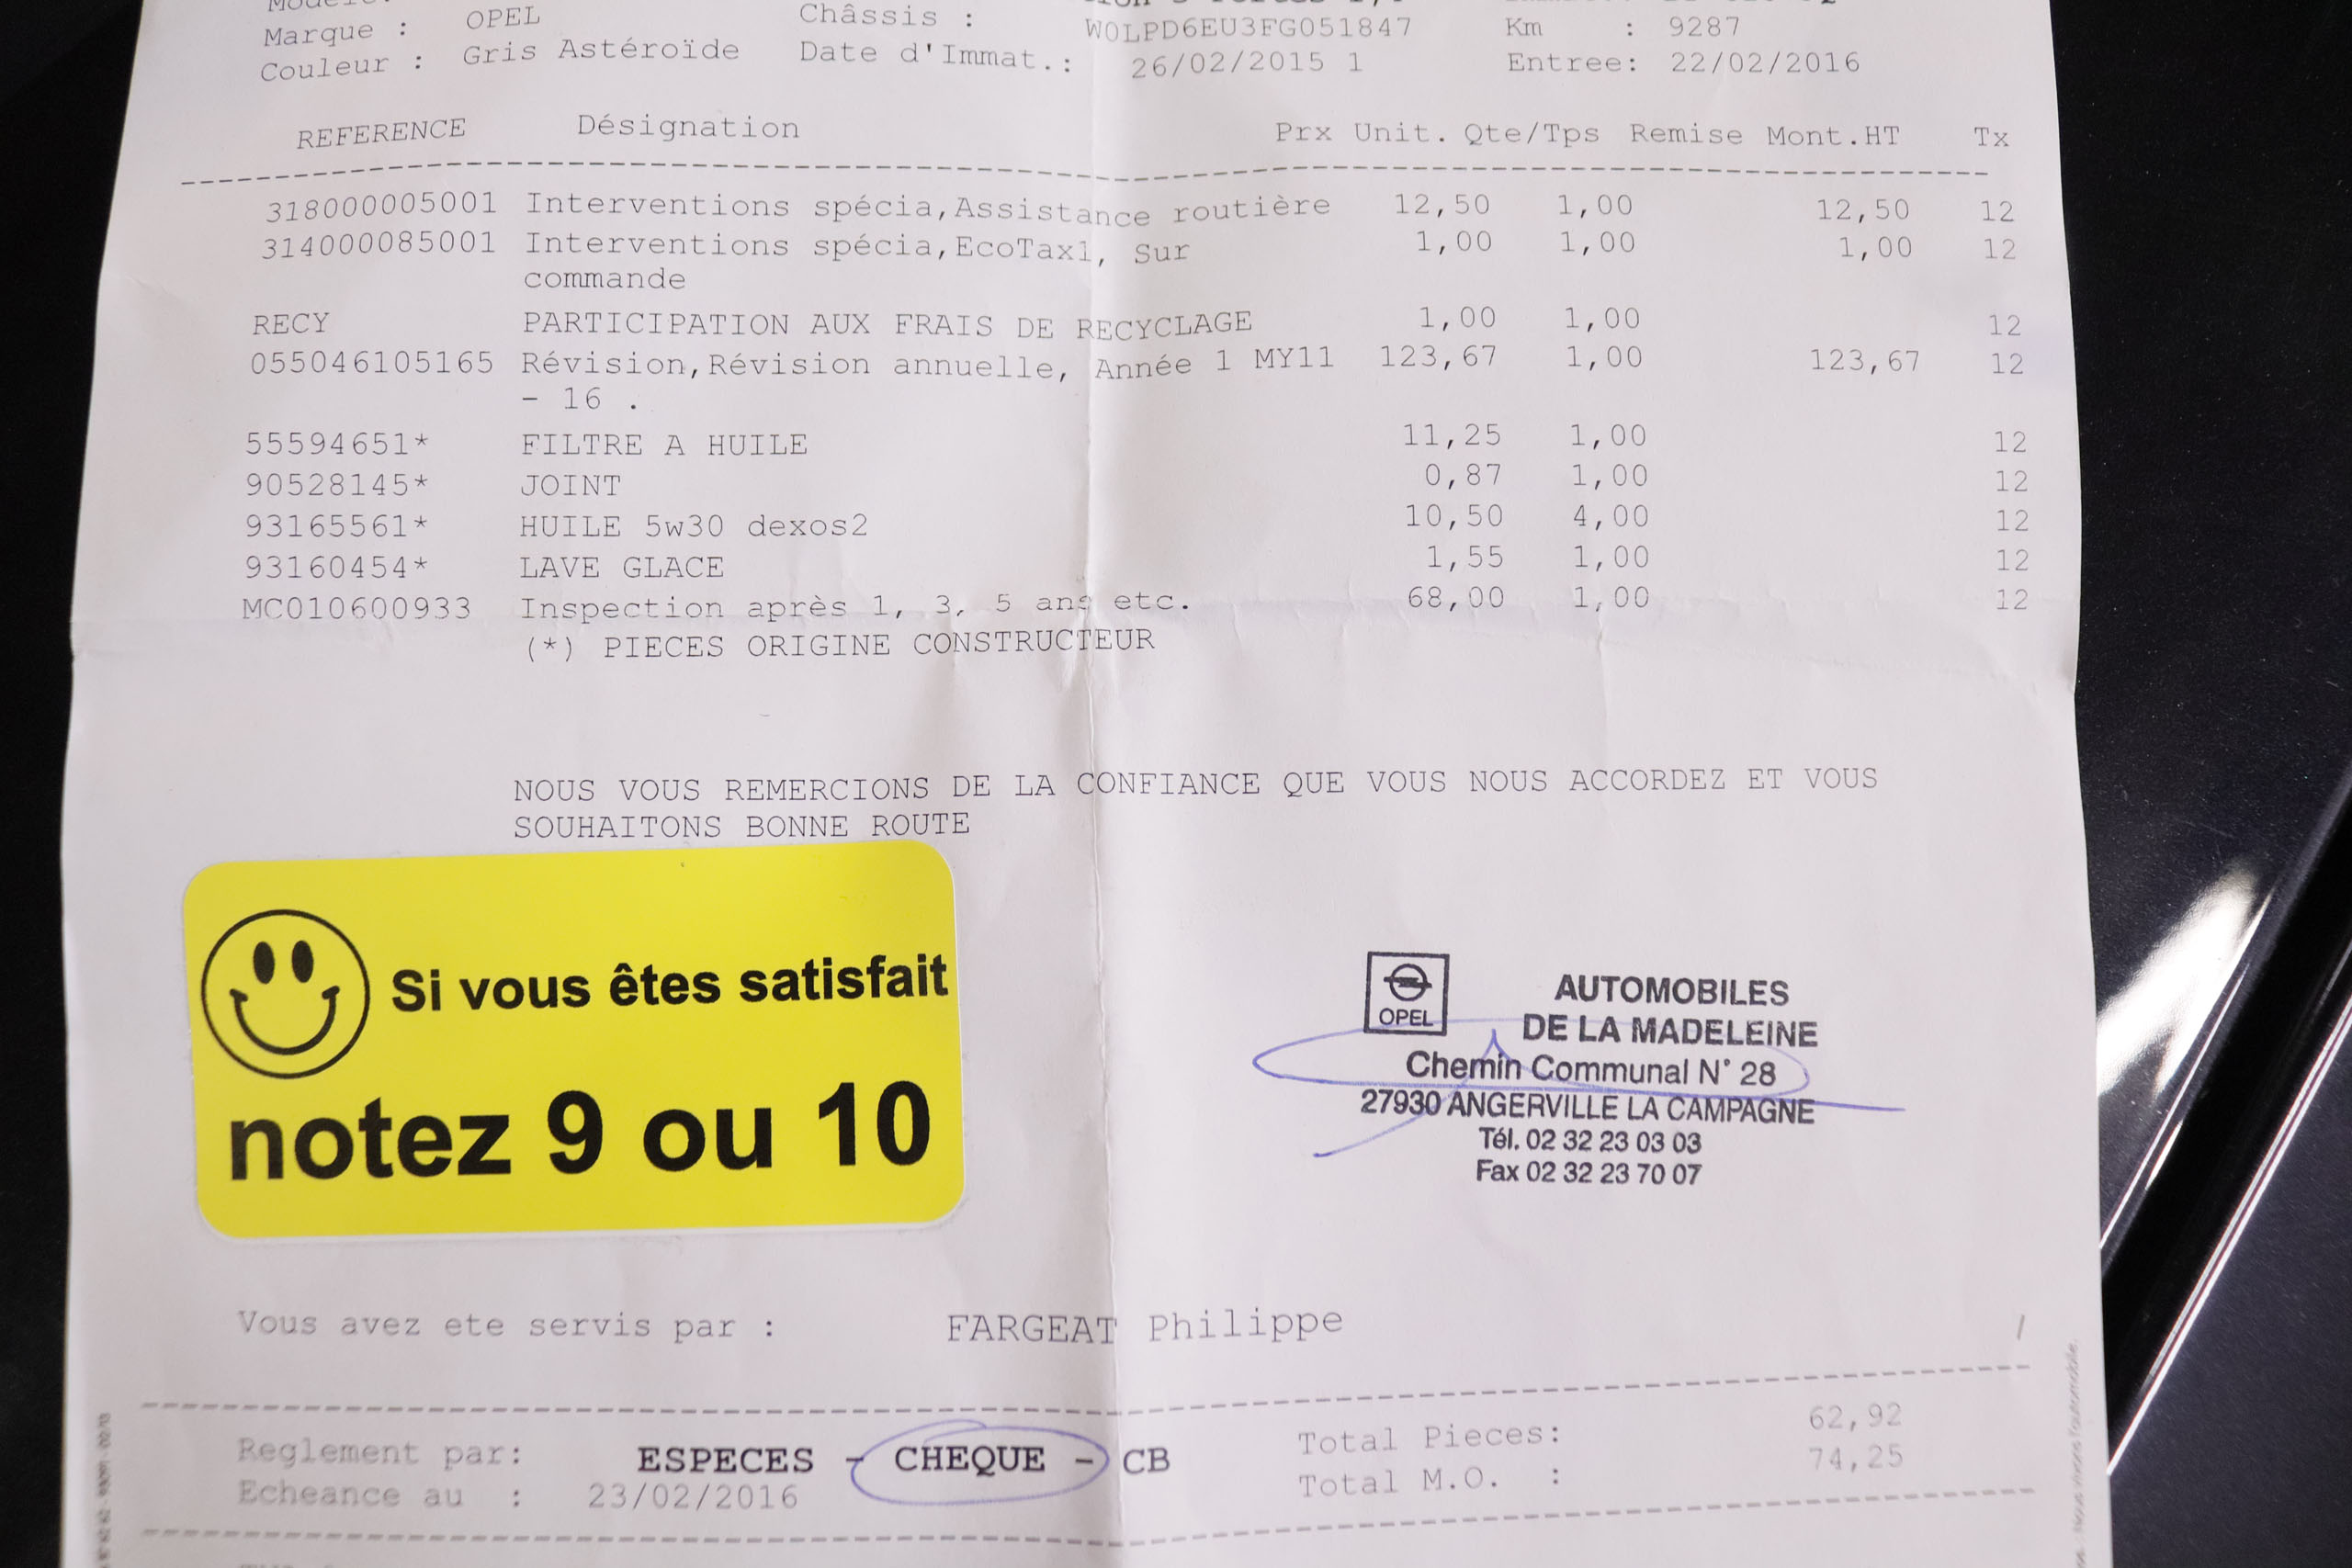 Marque : OPEL Châssis : W0LPD6EU3FG051847 Km : 9287
Couleur : Gris Astéroïde Date d'Immat.: 26/02/2015 1 Entree: 22/02/2016
REFERENCE Désignation Prx Unit. Qte/Tps Remise Mont.HT Tx
318000005001 Interventions spécia,Assistance routière 12,50 1,00 12,50 12
314000085001 Interventions spécia,EcoTax1, Sur 1,00 1,00 1,00 12
commande
RECY PARTICIPATION AUX FRAIS DE RECYCLAGE 1,00 1,00 12
055046105165 Révision,Révision annuelle, Année 1 MY11 123,67 1,00 123,67 12
- 16 .
55594651* FILTRE A HUILE 11,25 1,00 12
90528145* JOINT 0,87 1,00 12
93165561* HUILE 5w30 dexos2 10,50 4,00 12
93160454* LAVE GLACE 1,55 1,00 12
MC010600933 Inspection après 1, 3, 5 ans etc. 68,00 1,00 12
(*) PIECES ORIGINE CONSTRUCTEUR
NOUS VOUS REMERCIONS DE LA CONFIANCE QUE VOUS NOUS ACCORDEZ ET VOUS
SOUHAITONS BONNE ROUTE
Si vous êtes satisfait
notez 9 ou 10
OPEL
AUTOMOBILES
DE LA MADELEINE
Chemin Communal N° 28
27930 ANGERVILLE LA CAMPAGNE
Tél. 02 32 23 03 03
Fax 02 32 23 70 07
Vous avez ete servis par : FARGEAT Philippe
Reglement par: ESPECES - CHEQUE - CB Total Pieces: 62,92
Echeance au : 23/02/2016 Total M.O. : 74,25